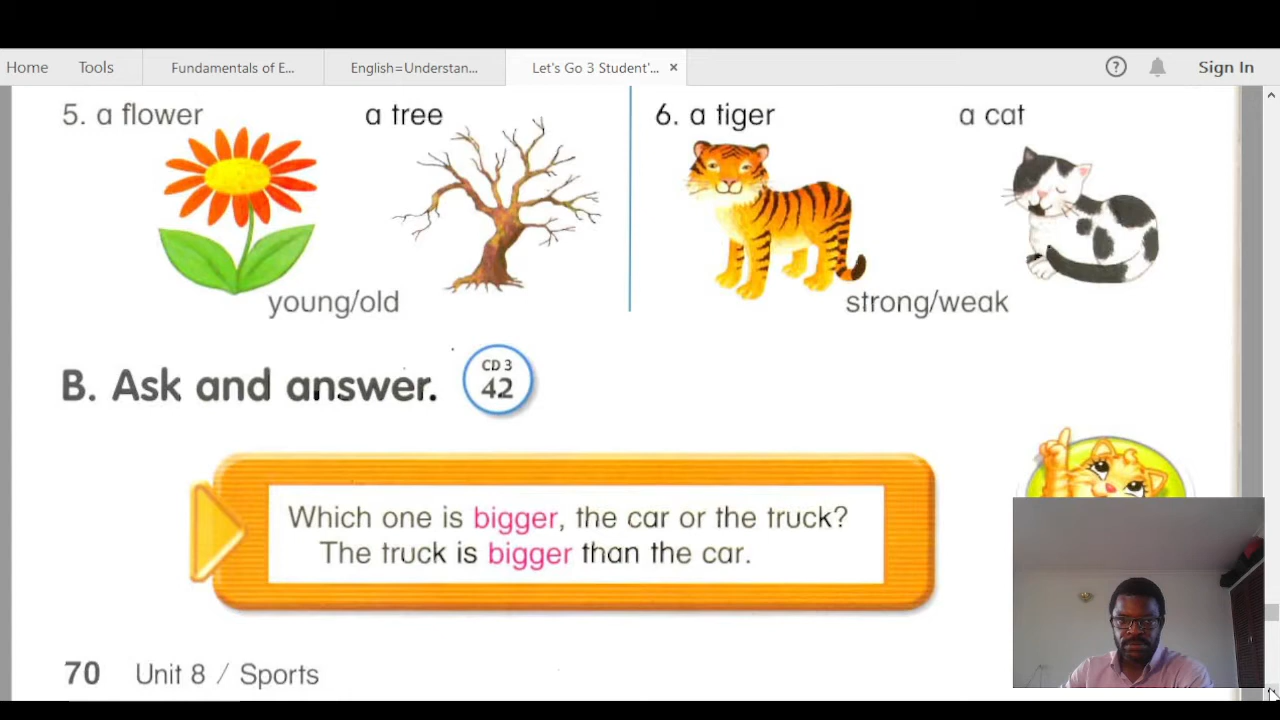 Home Tools Fundamentals of E... English=Understan... Let's Go 3 Student'... × ? Sign In
5. a flower a tree 6. a tiger a cat
young/old strong/weak
B. Ask and answer. CD 3
42
Which one is bigger, the car or the truck?
The truck is bigger than the car.
70 Unit 8 / Sports